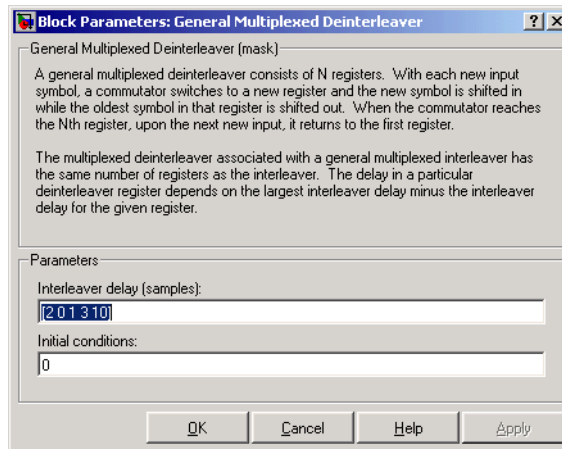 Block Parameters: General Multiplexed Deinterleaver
General Multiplexed Deinterleaver (mask)
A general multiplexed deinterleaver consists of N registers. With each new input
symbol, a commutator switches to a new register and the new symbol is shifted in
while the oldest symbol in that register is shifted out. When the commutator reaches
the Nth register, upon the next new input, it returns to the first register.
The multiplexed deinterleaver associated with a general multiplexed interleaver has
the same number of registers as the interleaver. The delay in a particular
deinterleaver register depends on the largest interleaver delay minus the interleaver
delay for the given register.
Parameters
Interleaver delay (samples):
[2 0 1 3 10]
Initial conditions:
0
OK Cancel Help Apply